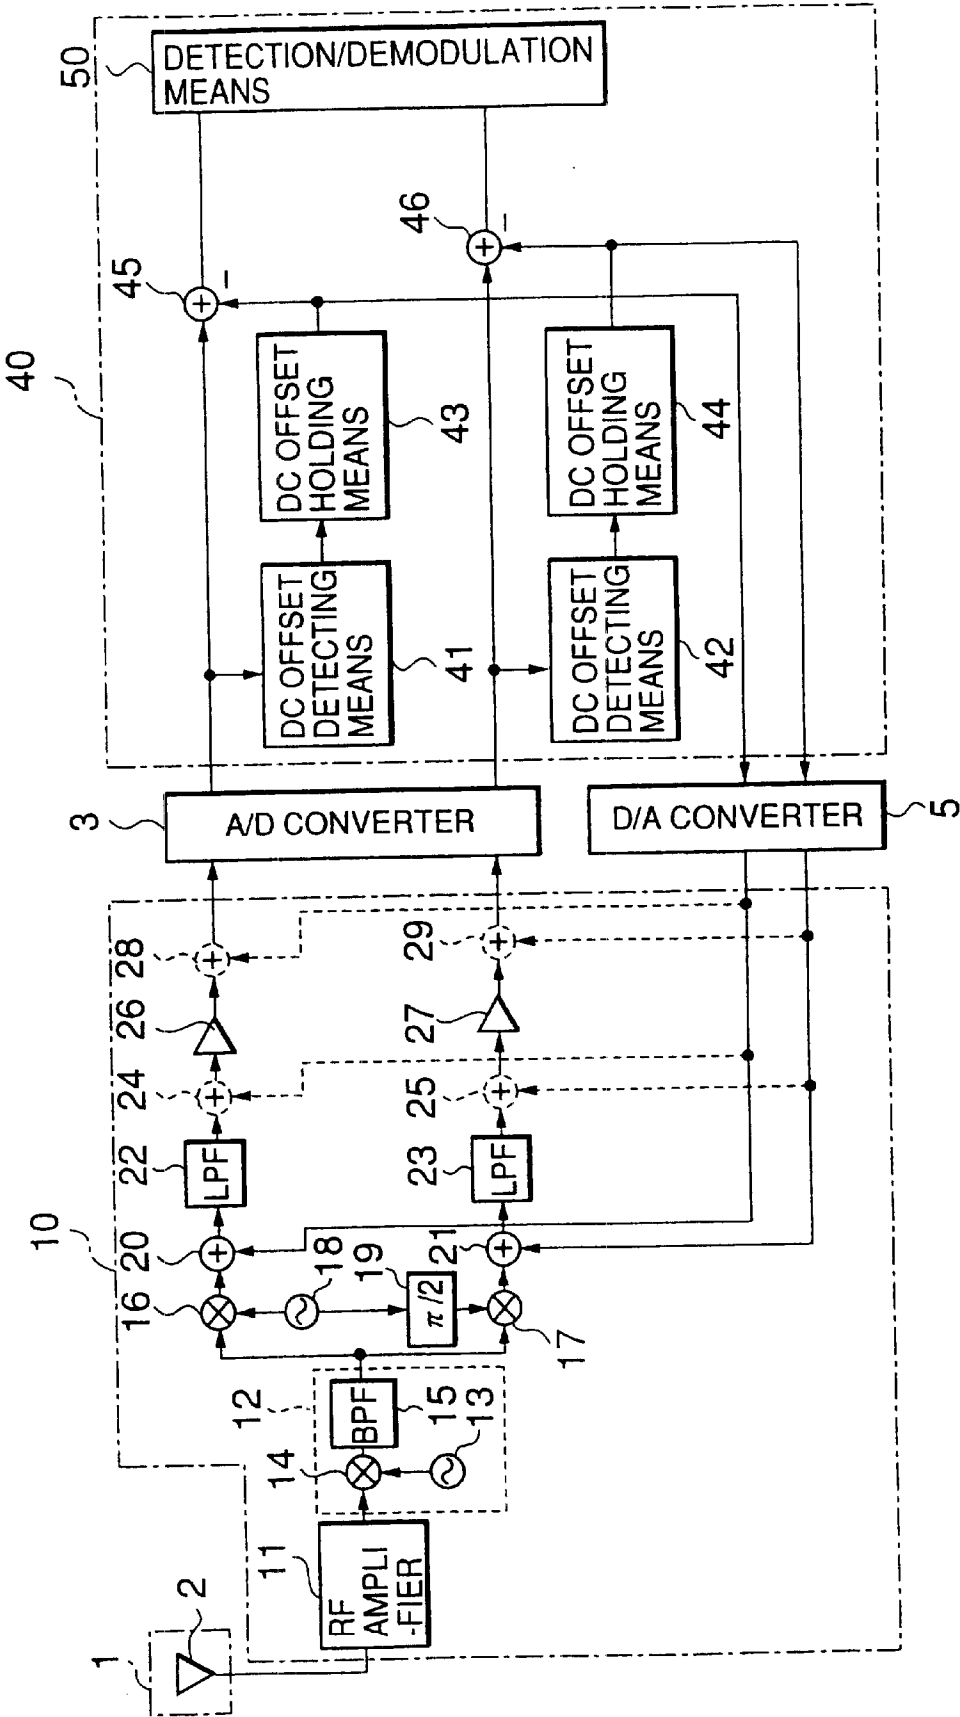 1
2
11
RF
AMPLI
-FIER
12
14
BPF
15
13
10
16
20
22
LPF
24
26
28
18
19
π/2
17
21
23
LPF
25
27
29
3
A/D CONVERTER
D/A CONVERTER
5
40
45
DC OFFSET
DETECTING
MEANS
41
DC OFFSET
HOLDING
MEANS
43
46
DC OFFSET
DETECTING
MEANS
42
DC OFFSET
HOLDING
MEANS
44
50
DETECTION/DEMODULATION
MEANS